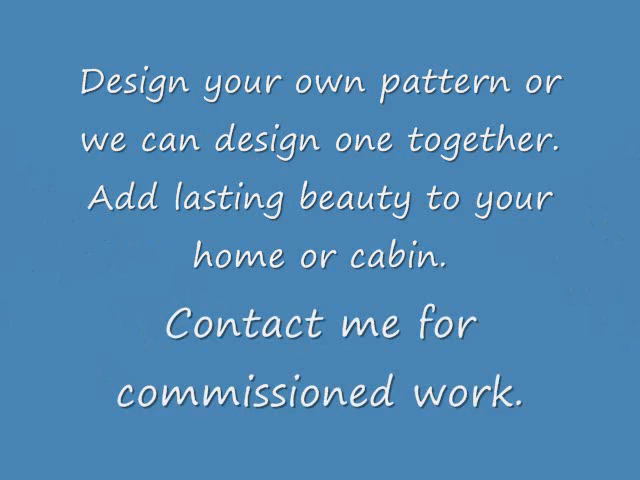 Design your own pattern or
we can design one together.
Add lasting beauty to your
home or cabin.
Contact me for
commissioned work.